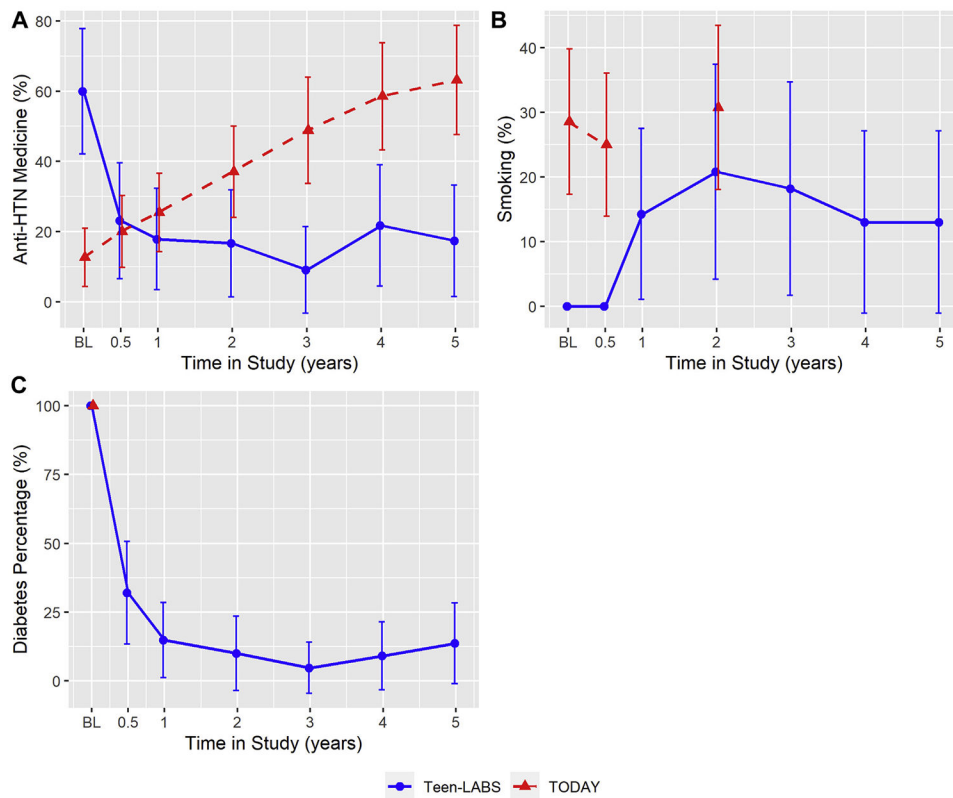 A
Anti-HTN Medicine (%)
80
60
40
20
0
BL 0.5 1 2 3 4 5
Time in Study (years)
B
Smoking (%)
40
30
20
10
0
BL 0.5 1 2 3 4 5
Time in Study (years)
C
Diabetes Percentage (%)
100
75
50
25
0
BL 0.5 1 2 3 4 5
Time in Study (years)
Teen-LABS TODAY